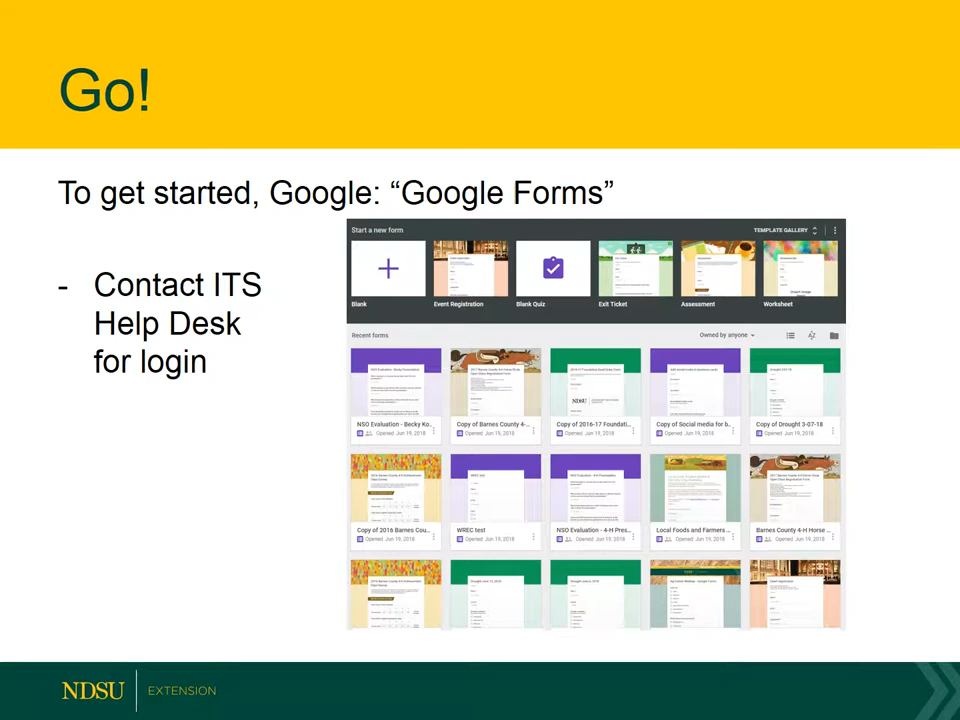 Go!
To get started, Google: “Google Forms”
- Contact ITS
Help Desk
for login
Start a new form
TEMPLATE GALLERY
Blank
Event Registration
Blank Quiz
Exit Ticket
Assessment
Worksheet
Recent forms
Owned by anyone
NSO Evaluation - Becky Ko..
Copy of Barnes County 4-..
Copy of 2016-17 Foundati..
Copy of Social media for b..
Copy of Drought 3-07-18
Opened Jun 19, 2018
Opened Jun 19, 2018
Opened Jun 19, 2018
Opened Jun 19, 2018
Opened Jun 19, 2018
Copy of 2016 Barnes Cou...
WREC test
NSO Evaluation - 4-H Pres...
Local Foods and Farmers ..
Barnes County 4-H Horse ..
Opened Jun 19, 2018
Opened Jun 19, 2018
Opened Jun 19, 2018
Opened Jun 19, 2018
Opened Jun 19, 2018
NDSU EXTENSION